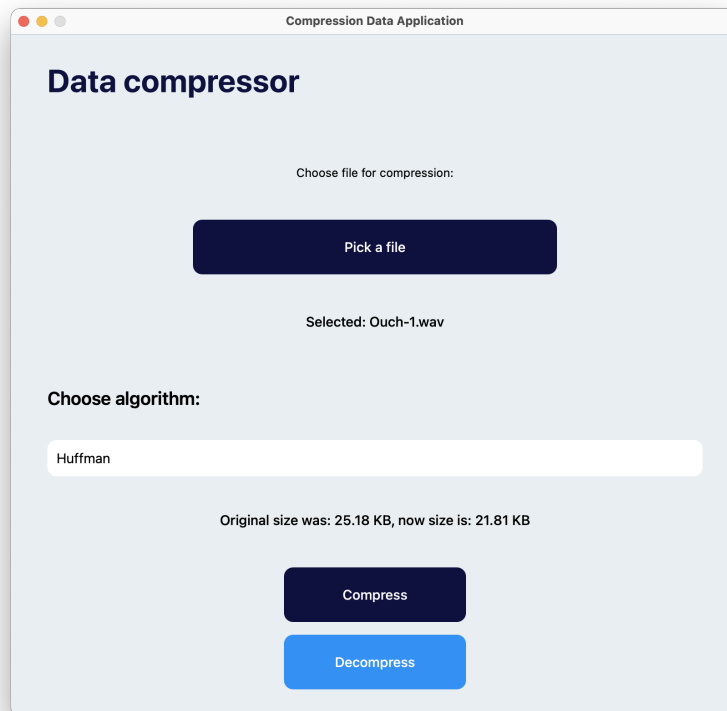 Compression Data Application
Data compressor
Choose file for compression:
Pick a file
Selected: Ouch-1.wav
Choose algorithm:
Huffman
Original size was: 25.18 KB, now size is: 21.81 KB
Compress
Decompress